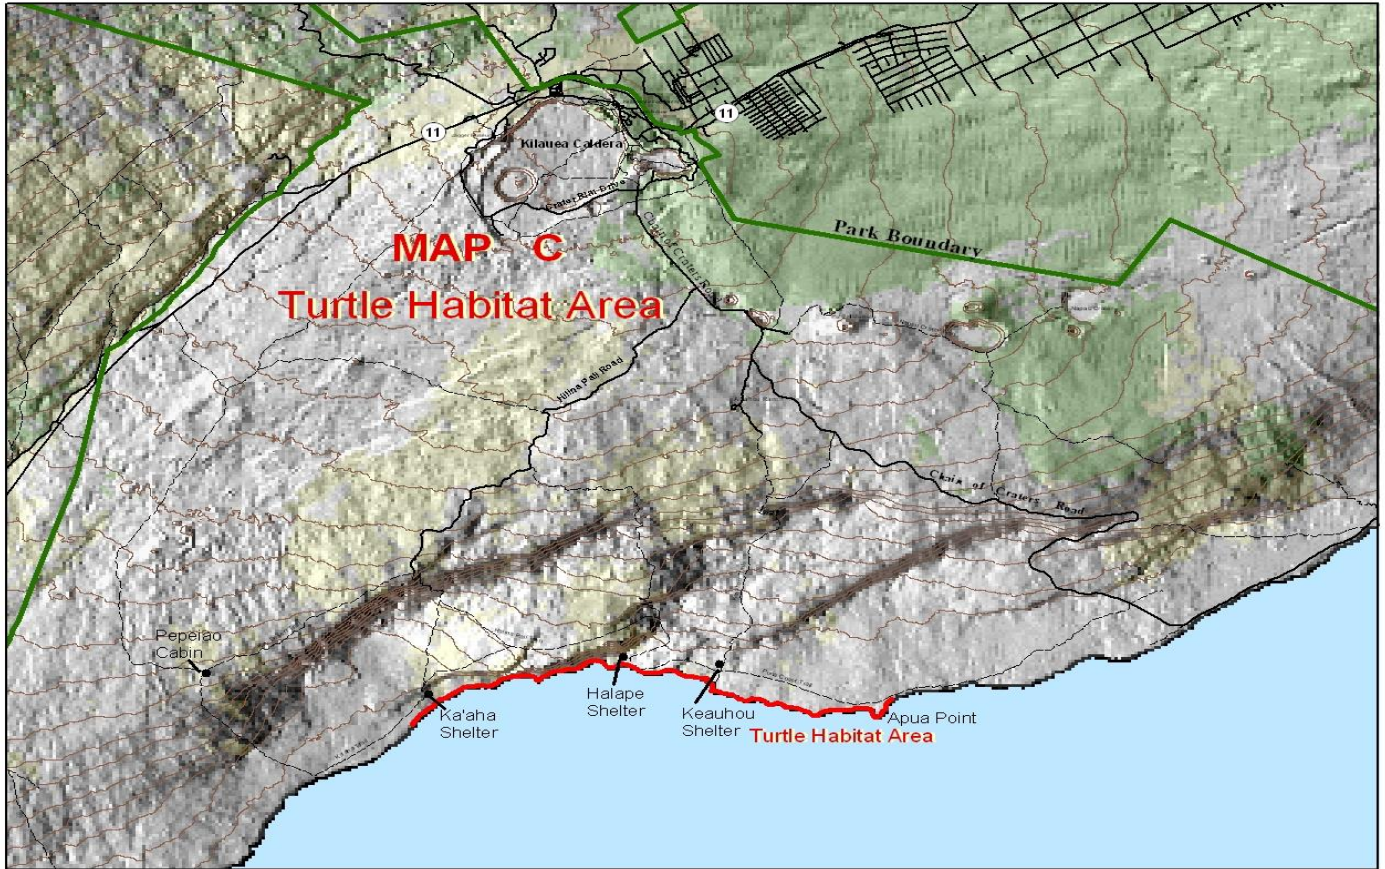 11
11
Kilauea Caldera
Crater Rim Drive
MAP C
Turtle Habitat Area
Park Boundary
Chain of Craters Road
Hilina Pali Road
Chain of Craters Road
Pepeiao
Cabin
Ka'aha
Shelter
Halape
Shelter
Keauhou
Shelter
Apua Point
Turtle Habitat Area